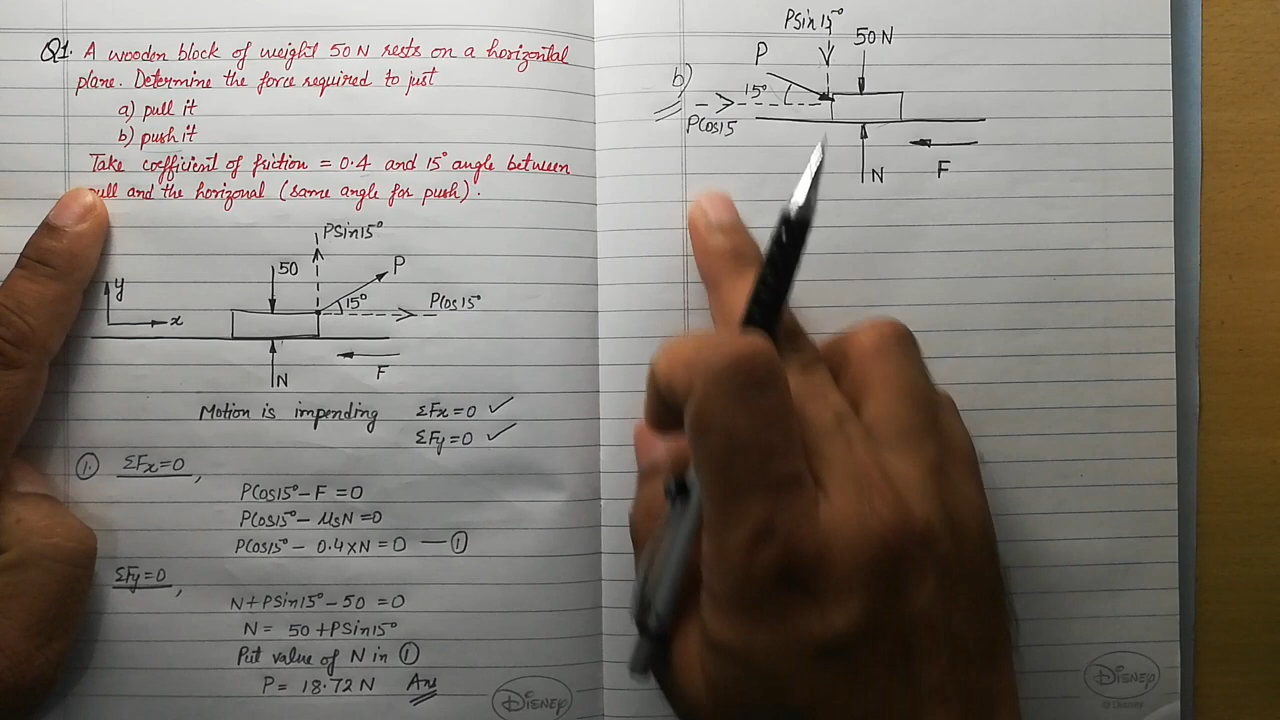 Q1. A wooden block of weight 50 N rests on a horizontal
plane. Determine the force required to just
a) pull it
b) push it
Take coefficient of friction = 0.4 and 15° angle between
and the horizonal (same angle for push).
PSin15°
50
P
y
15°
PCos15°
x
F
N
Motion is impending ΣFx=0 ✓
ΣFy=0 ✓
① ΣFx=0,
PCos15° - F = 0
PCos15° - μsN = 0
PCos15° - 0.4×N = 0 — ①
ΣFy=0,
N + PSin15° - 50 = 0
N = 50 + PSin15°
Put value of N in ①
P = 18.72 N Ans
DISNEY
PSin15°
50 N
P
b)
15°
PCos15
F
N
DISNEY
© Disney